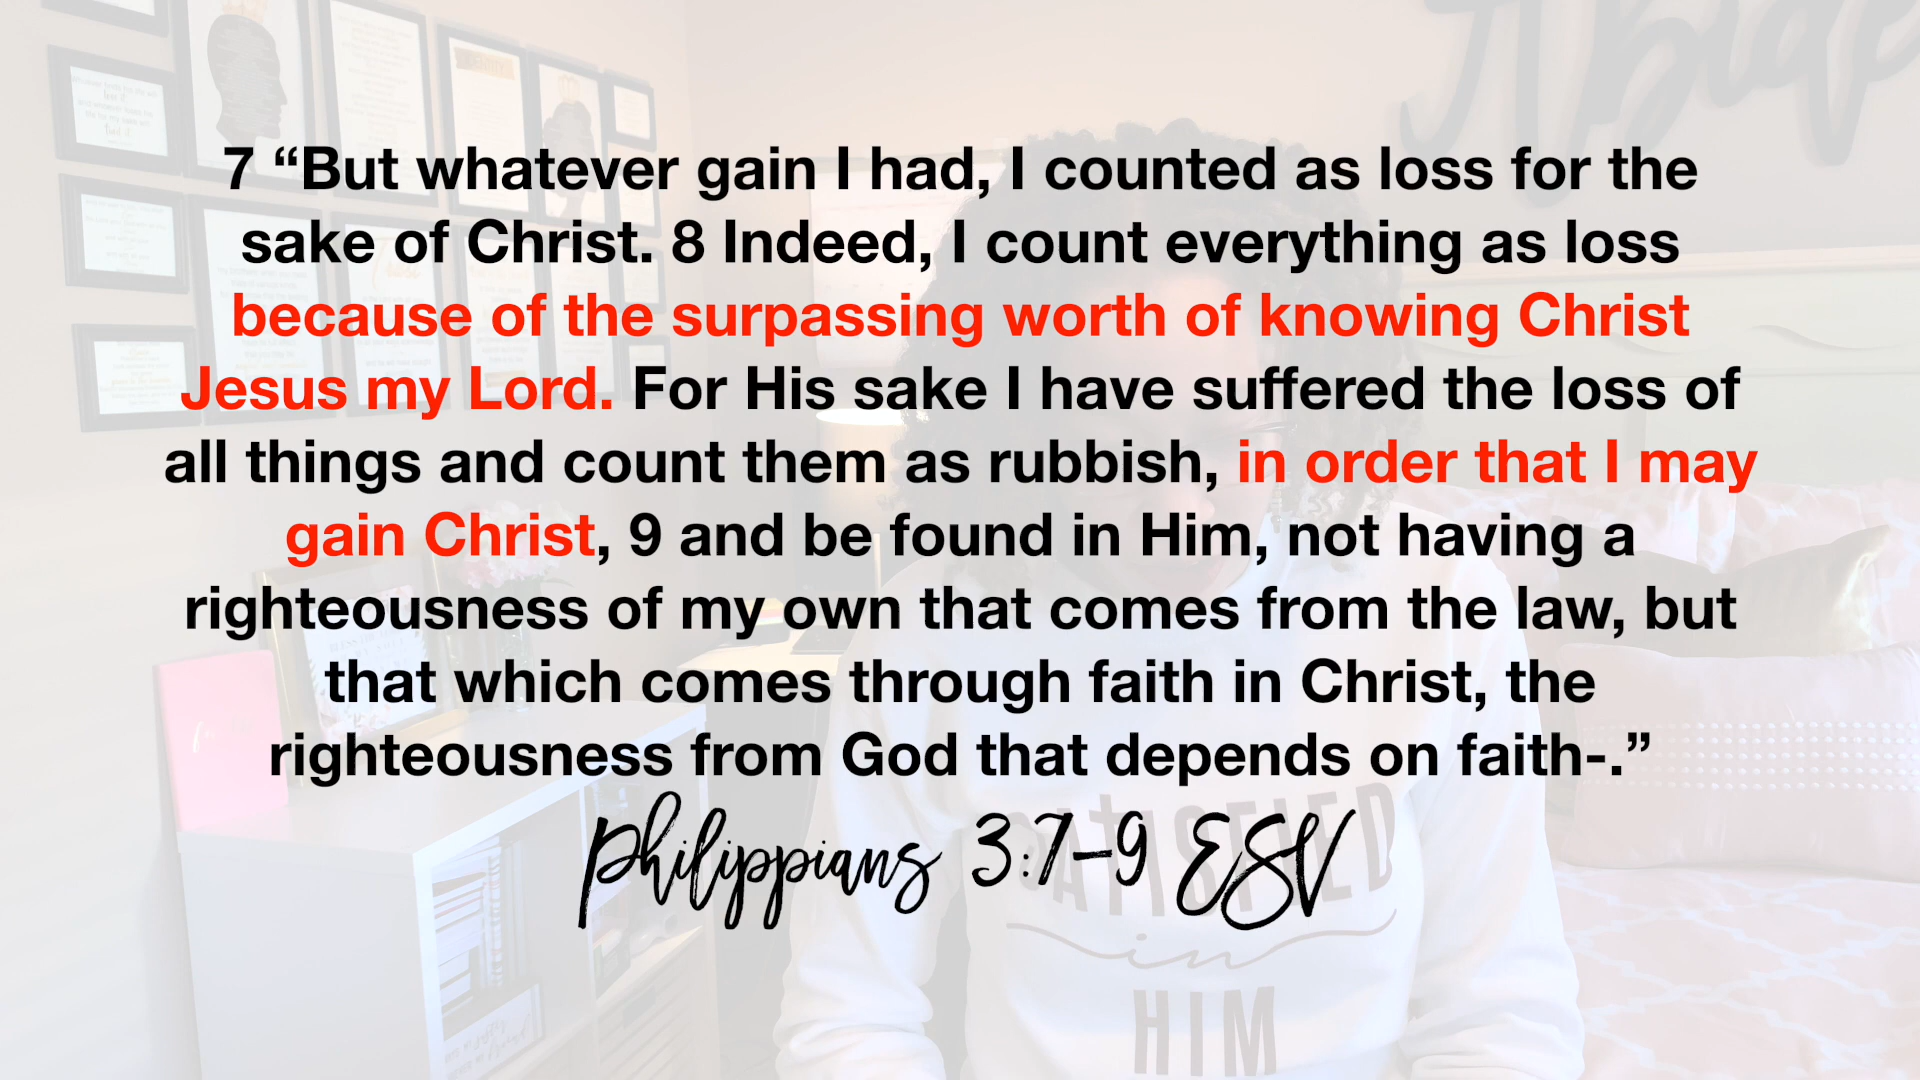 Abide
7 “But whatever gain I had, I counted as loss for the
sake of Christ. 8 Indeed, I count everything as loss
because of the surpassing worth of knowing Christ
Jesus my Lord. For His sake I have suffered the loss of
all things and count them as rubbish, in order that I may
gain Christ, 9 and be found in Him, not having a
righteousness of my own that comes from the law, but
that which comes through faith in Christ, the
righteousness from God that depends on faith-.”
Philippians 3:7-9 ESV
SATISFIED
in
HIM